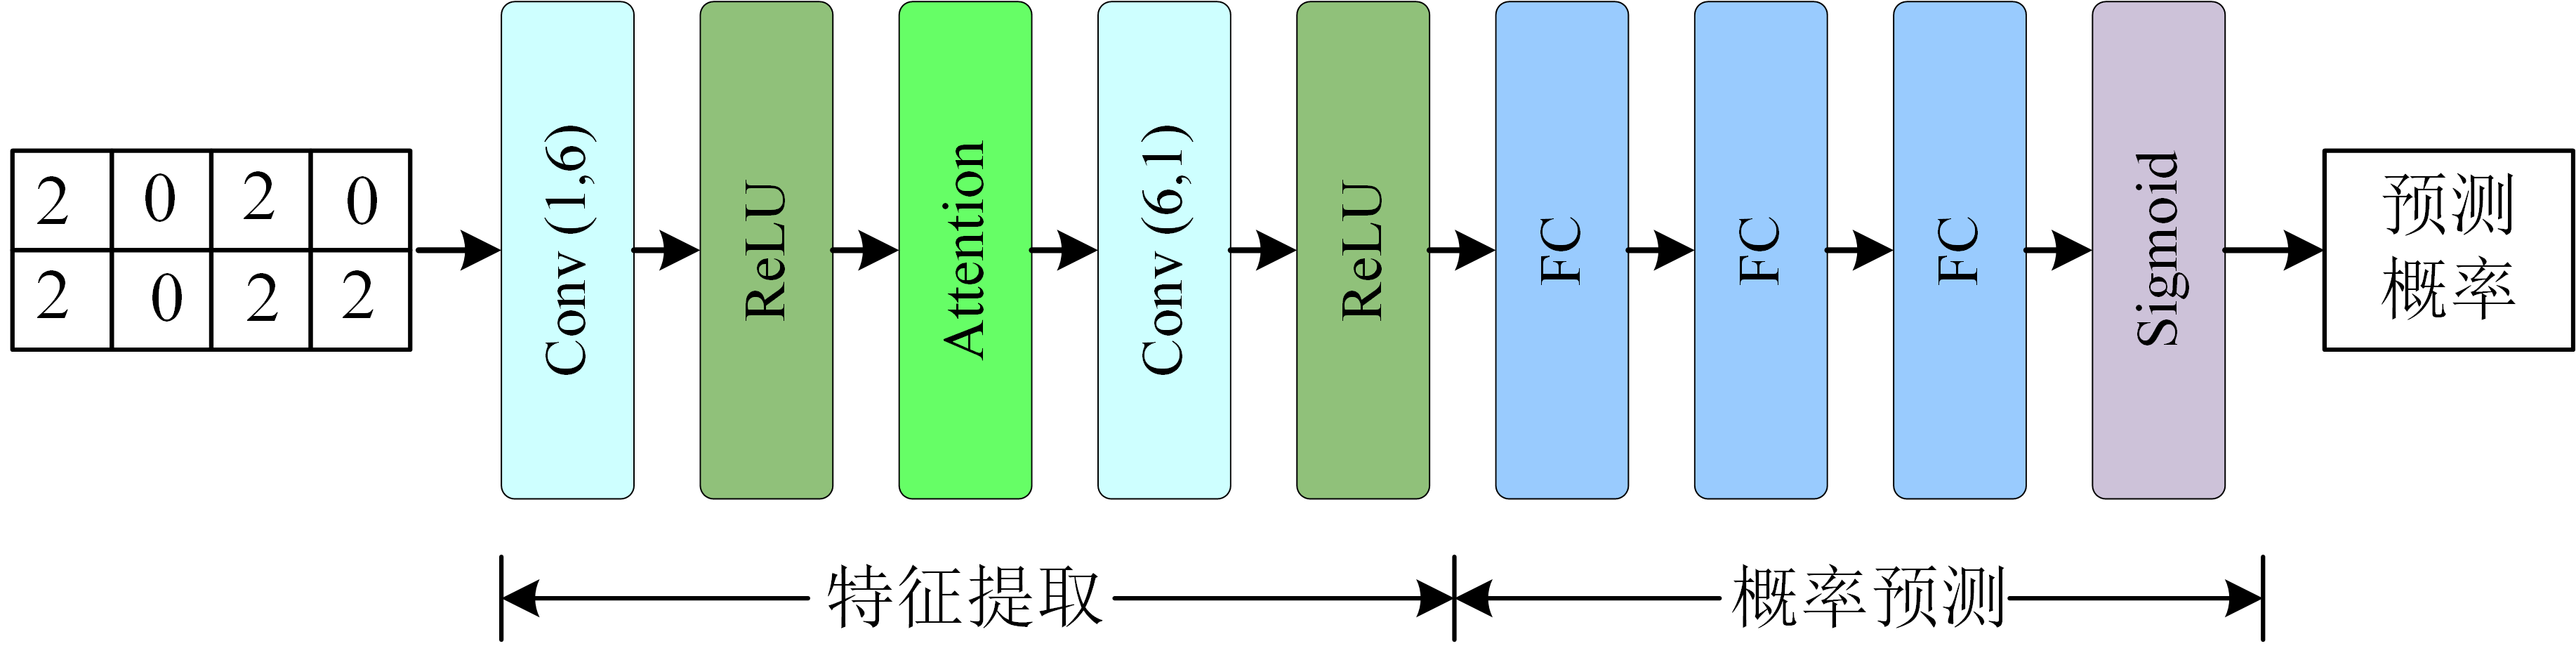 2 0 2 0
2 0 2 2
Conv (1,6)
ReLU
Attention
Conv (6,1)
ReLU
FC
FC
FC
Sigmoid
预测
概率
特征提取
概率预测